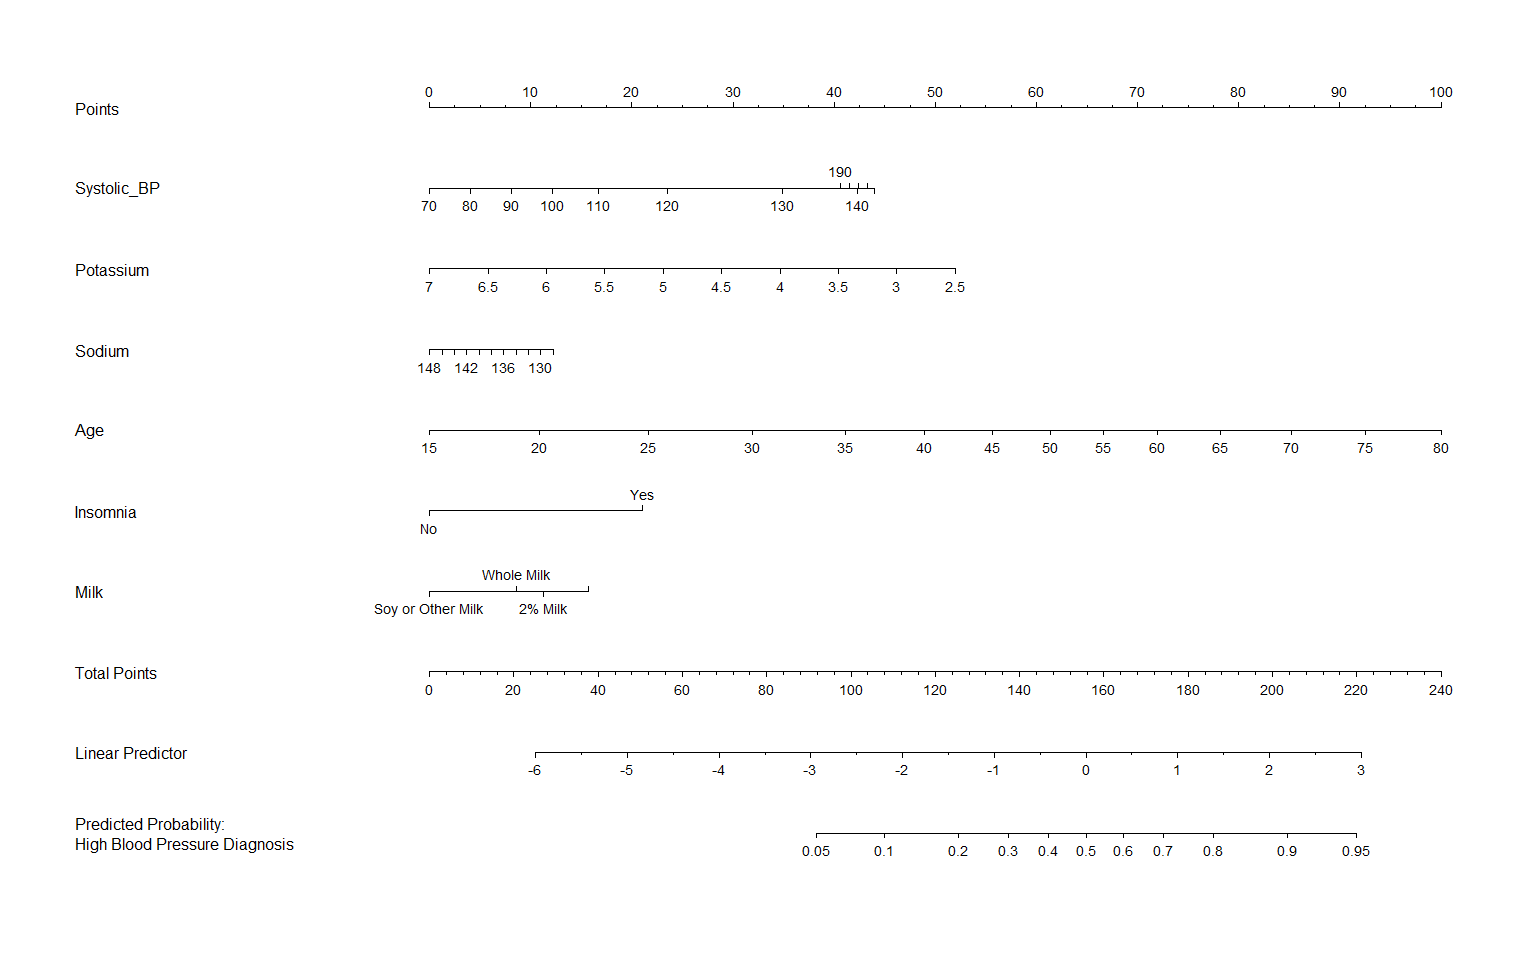 0 10 20 30 40 50 60 70 80 90 100
Points
190
Systolic_BP
70 80 90 100 110 120 130 140
Potassium
7 6.5 6 5.5 5 4.5 4 3.5 3 2.5
Sodium
148 142 136 130
Age
15 20 25 30 35 40 45 50 55 60 65 70 75 80
Yes
Insomnia
No
Whole Milk
Milk
Soy or Other Milk 2% Milk
Total Points
0 20 40 60 80 100 120 140 160 180 200 220 240
Linear Predictor
-6 -5 -4 -3 -2 -1 0 1 2 3
Predicted Probability:
High Blood Pressure Diagnosis
0.05 0.1 0.2 0.3 0.4 0.5 0.6 0.7 0.8 0.9 0.95